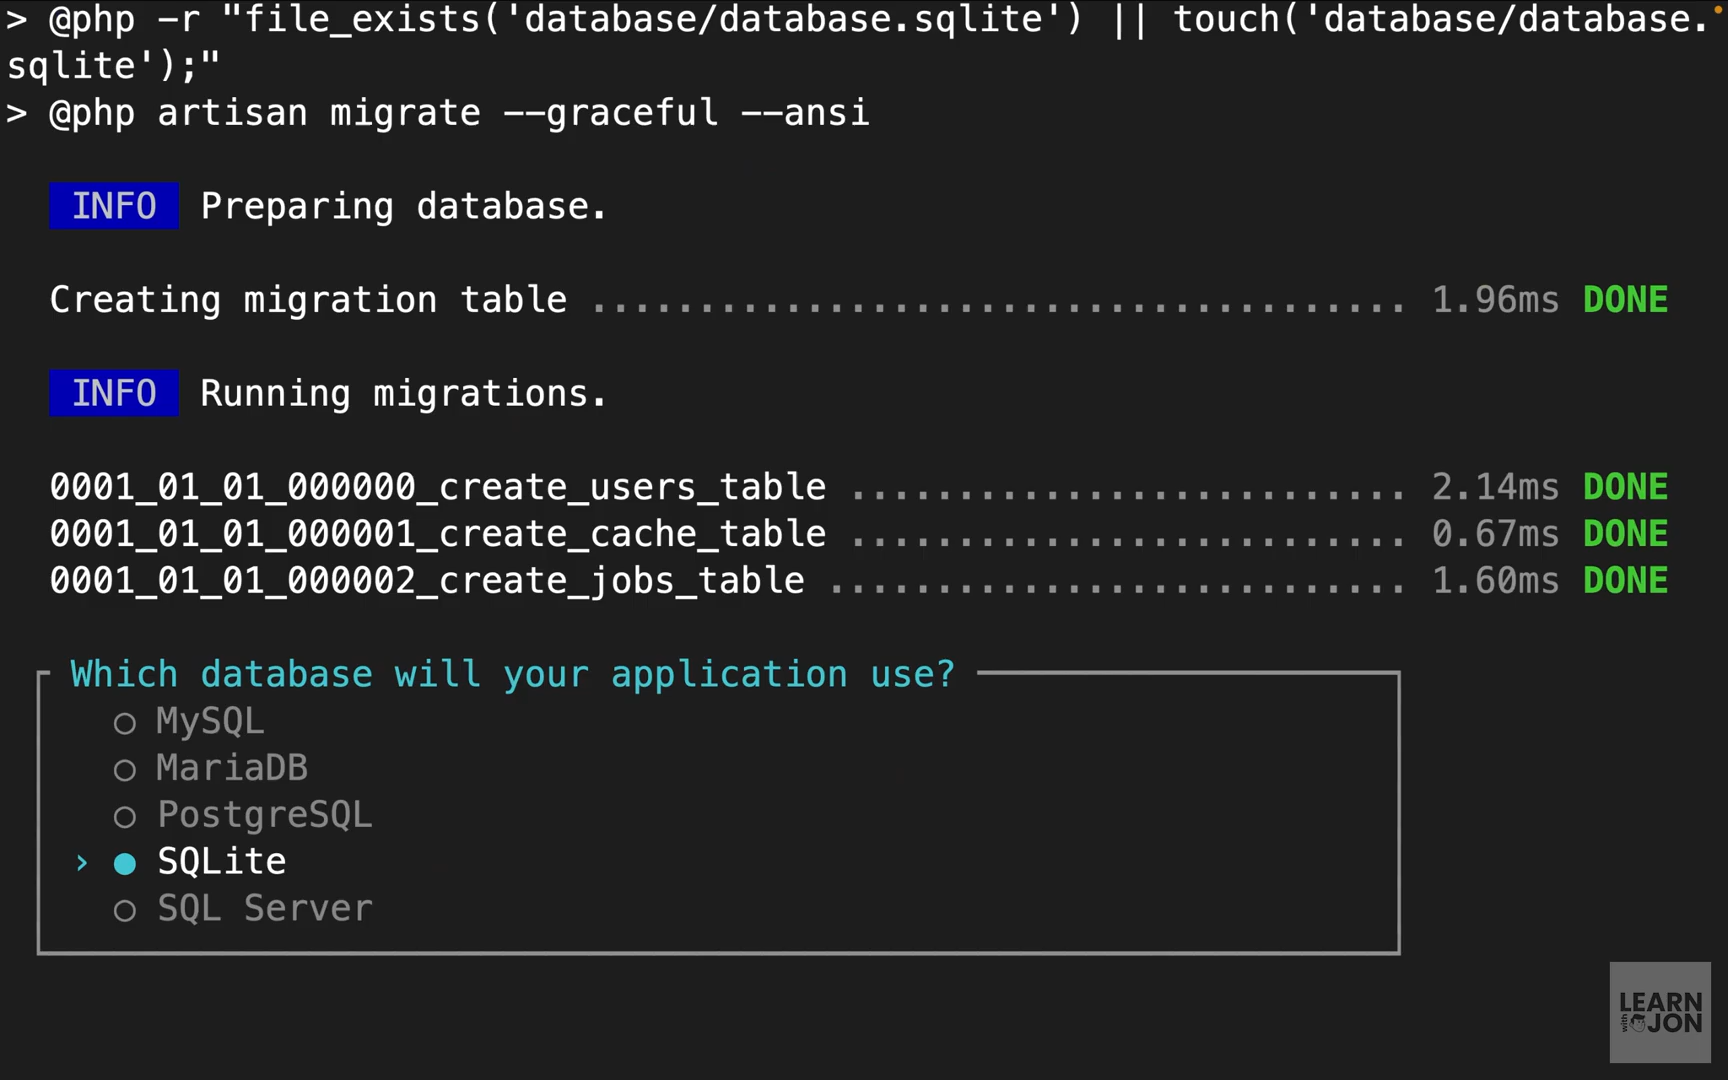 > @php -r "file_exists('database/database.sqlite') || touch('database/database.
sqlite');"
> @php artisan migrate --graceful --ansi
INFO Preparing database.
Creating migration table ...................................... 1.96ms DONE
INFO Running migrations.
0001_01_01_000000_create_users_table .......................... 2.14ms DONE
0001_01_01_000001_create_cache_table .......................... 0.67ms DONE
0001_01_01_000002_create_jobs_table ........................... 1.60ms DONE
Which database will your application use?
○ MySQL
○ MariaDB
○ PostgreSQL
› ● SQLite
○ SQL Server
LEARN
with JON